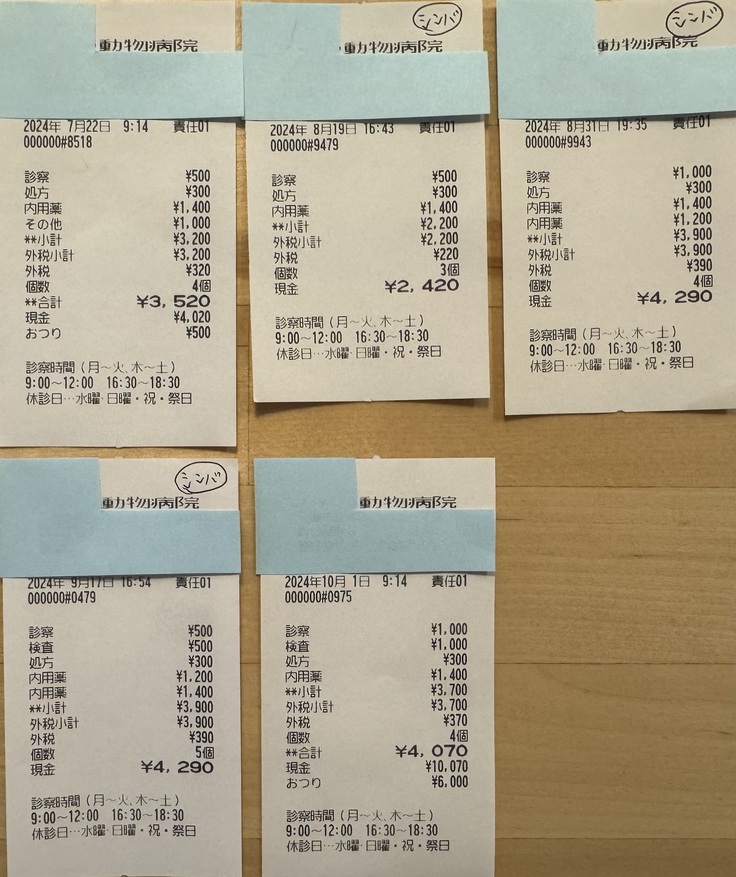 動物病院
2024年 7月22日 9:14 責任01
000000#8518
診察 ¥500
処方 ¥300
内用薬 ¥1,400
その他 ¥1,000
**小計 ¥3,200
外税小計 ¥3,200
外税 ¥320
個数 4個
**合計 ¥3,520
現金 ¥4,020
おつり ¥500
診察時間(月~火、木~土)
9:00~12:00 16:30~18:30
休診日…水曜・日曜・祝・祭日
シンバ
動物病院
2024年 8月19日 16:43 責任01
000000#9479
診察 ¥500
処方 ¥300
内用薬 ¥1,400
**小計 ¥2,200
外税小計 ¥2,200
外税 ¥220
個数 3個
現金 ¥2,420
診察時間(月~火、木~土)
9:00~12:00 16:30~18:30
休診日…水曜・日曜・祝・祭日
シンバ
動物病院
2024年 8月31日 19:35 責任01
000000#9943
診察 ¥1,000
処方 ¥300
内用薬 ¥1,400
内用薬 ¥1,200
**小計 ¥3,900
外税小計 ¥3,900
外税 ¥390
個数 4個
現金 ¥4,290
診察時間(月~火、木~土)
9:00~12:00 16:30~18:30
休診日…水曜・日曜・祝・祭日
シンバ
動物病院
2024年 9月17日 16:54 責任01
000000#0479
診察 ¥500
検査 ¥500
処方 ¥300
内用薬 ¥1,200
内用薬 ¥1,400
**小計 ¥3,900
外税小計 ¥3,900
外税 ¥390
個数 5個
現金 ¥4,290
診察時間(月~火、木~土)
9:00~12:00 16:30~18:30
休診日…水曜・日曜・祝・祭日
動物病院
2024年10月 1日 9:14 責任01
000000#0975
診察 ¥1,000
検査 ¥1,000
処方 ¥300
内用薬 ¥1,400
**小計 ¥3,700
外税小計 ¥3,700
外税 ¥370
個数 4個
**合計 ¥4,070
現金 ¥10,070
おつり ¥6,000
診察時間(月~火、木~土)
9:00~12:00 16:30~18:30
休診日…水曜・日曜・祝・祭日